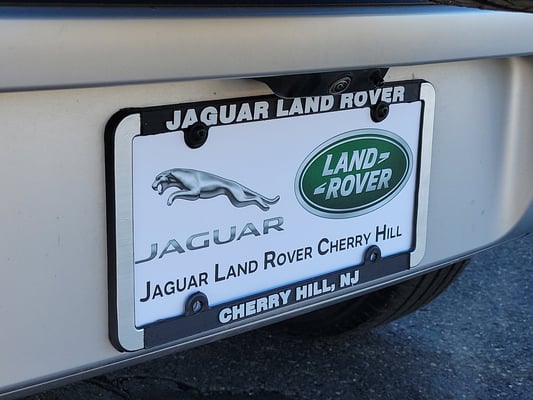 JAGUAR LAND ROVER
LAND-
-ROVER
JAGUAR
JAGUAR LAND ROVER CHERRY HILL
CHERRY HILL, NJ